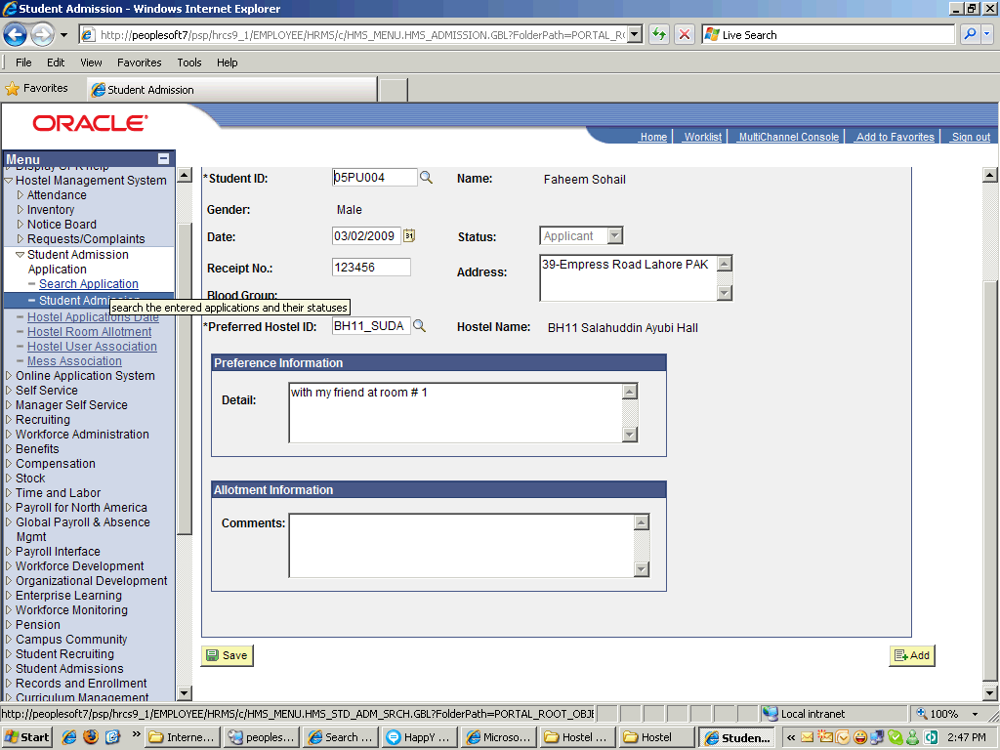 Student Admission - Windows Internet Explorer
http://peoplesoft7/psp/hrcs9_1/EMPLOYEE/HRMS/c/HMS_MENU.HMS_ADMISSION.GBL?FolderPath=PORTAL_R
Live Search
File Edit View Favorites Tools Help
Favorites Student Admission
ORACLE®
Home Worklist MultiChannel Console Add to Favorites Sign out
Menu
Hostel Management System
Attendance
Inventory
Notice Board
Requests/Complaints
Student Admission
Application
Search Application
Student Admission
Hostel Applications Date
Hostel Room Allotment
Hostel User Association
Mess Association
Online Application System
Self Service
Manager Self Service
Recruiting
Workforce Administration
Benefits
Compensation
Stock
Time and Labor
Payroll for North America
Global Payroll & Absence
Mgmt
Payroll Interface
Workforce Development
Organizational Development
Enterprise Learning
Workforce Monitoring
Pension
Campus Community
Student Recruiting
Student Admissions
Records and Enrollment
Curriculum Management
search the entered applications and their statuses
*Student ID: 05PU004 Name: Faheem Sohail
Gender: Male
Date: 03/02/2009 31 Status: Applicant
Receipt No.: 123456 Address: 39-Empress Road Lahore PAK
Blood Group:
*Preferred Hostel ID: BH11_SUDA Hostel Name: BH11 Salahuddin Ayubi Hall
Preference Information
Detail: with my friend at room # 1
Allotment Information
Comments:
Save Add
http://peoplesoft7/psp/hrcs9_1/EMPLOYEE/HRMS/c/HMS_MENU.HMS_STD_ADM_SRCH.GBL?FolderPath=PORTAL_ROOT_OBJE Local intranet 100%
Start » Interne... peoples... Search ... HappY ... Microso... Hostel ... Hostel Studen... « 2:47 PM